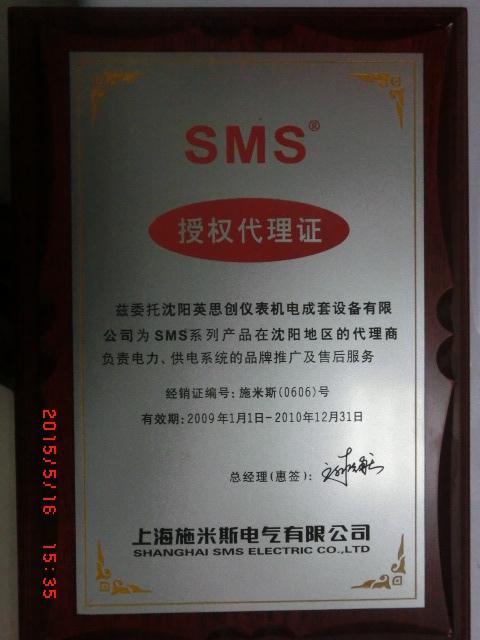 SMS®
授权代理证
兹委托沈阳英思创仪表机电成套设备有限
公司为SMS系列产品在沈阳地区的代理商
负责电力、供电系统的品牌推广及售后服务
经销证编号：施米斯(0606)号
有效期：2009年1月1日-2010年12月31日
总经理(惠签)：
上海施米斯电气有限公司
SHANGHAI SMS ELECTRIC CO.,LTD
2015/5/16 15:35